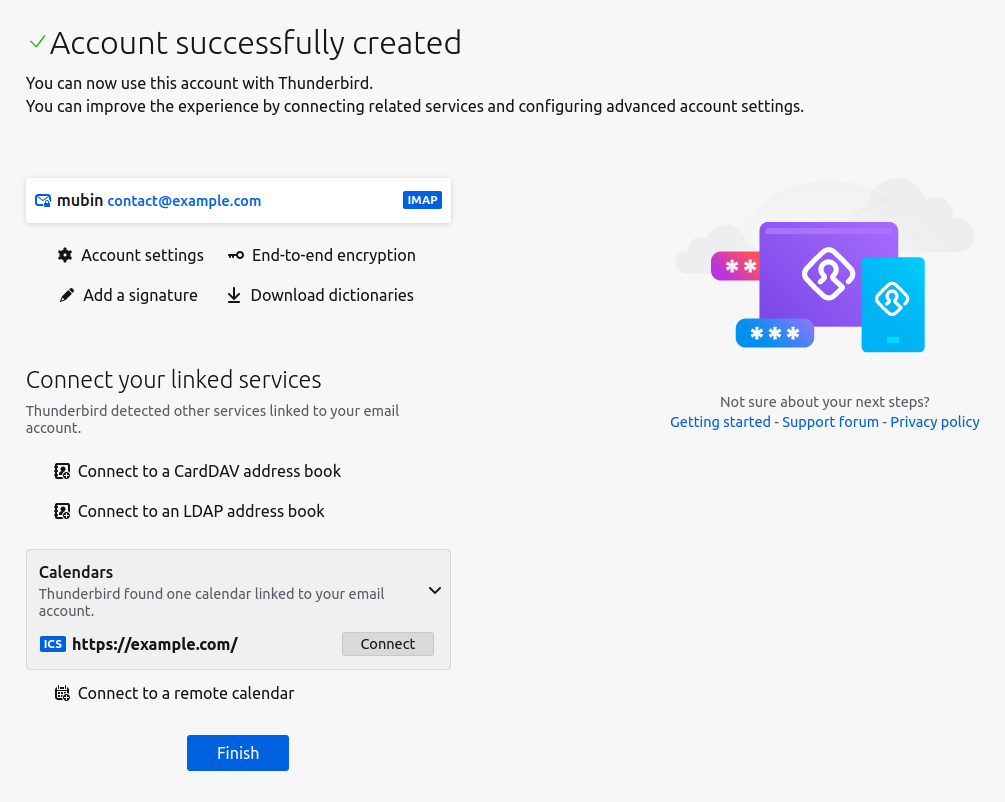 Account successfully created
You can now use this account with Thunderbird.
You can improve the experience by connecting related services and configuring advanced account settings.
mubin contact@example.com IMAP
Account settings End-to-end encryption
Add a signature Download dictionaries
***
***
Not sure about your next steps?
Getting started - Support forum - Privacy policy
Connect your linked services
Thunderbird detected other services linked to your email
account.
Connect to a CardDAV address book
Connect to an LDAP address book
Calendars
Thunderbird found one calendar linked to your email
account.
ICS https://example.com/ Connect
Connect to a remote calendar
Finish